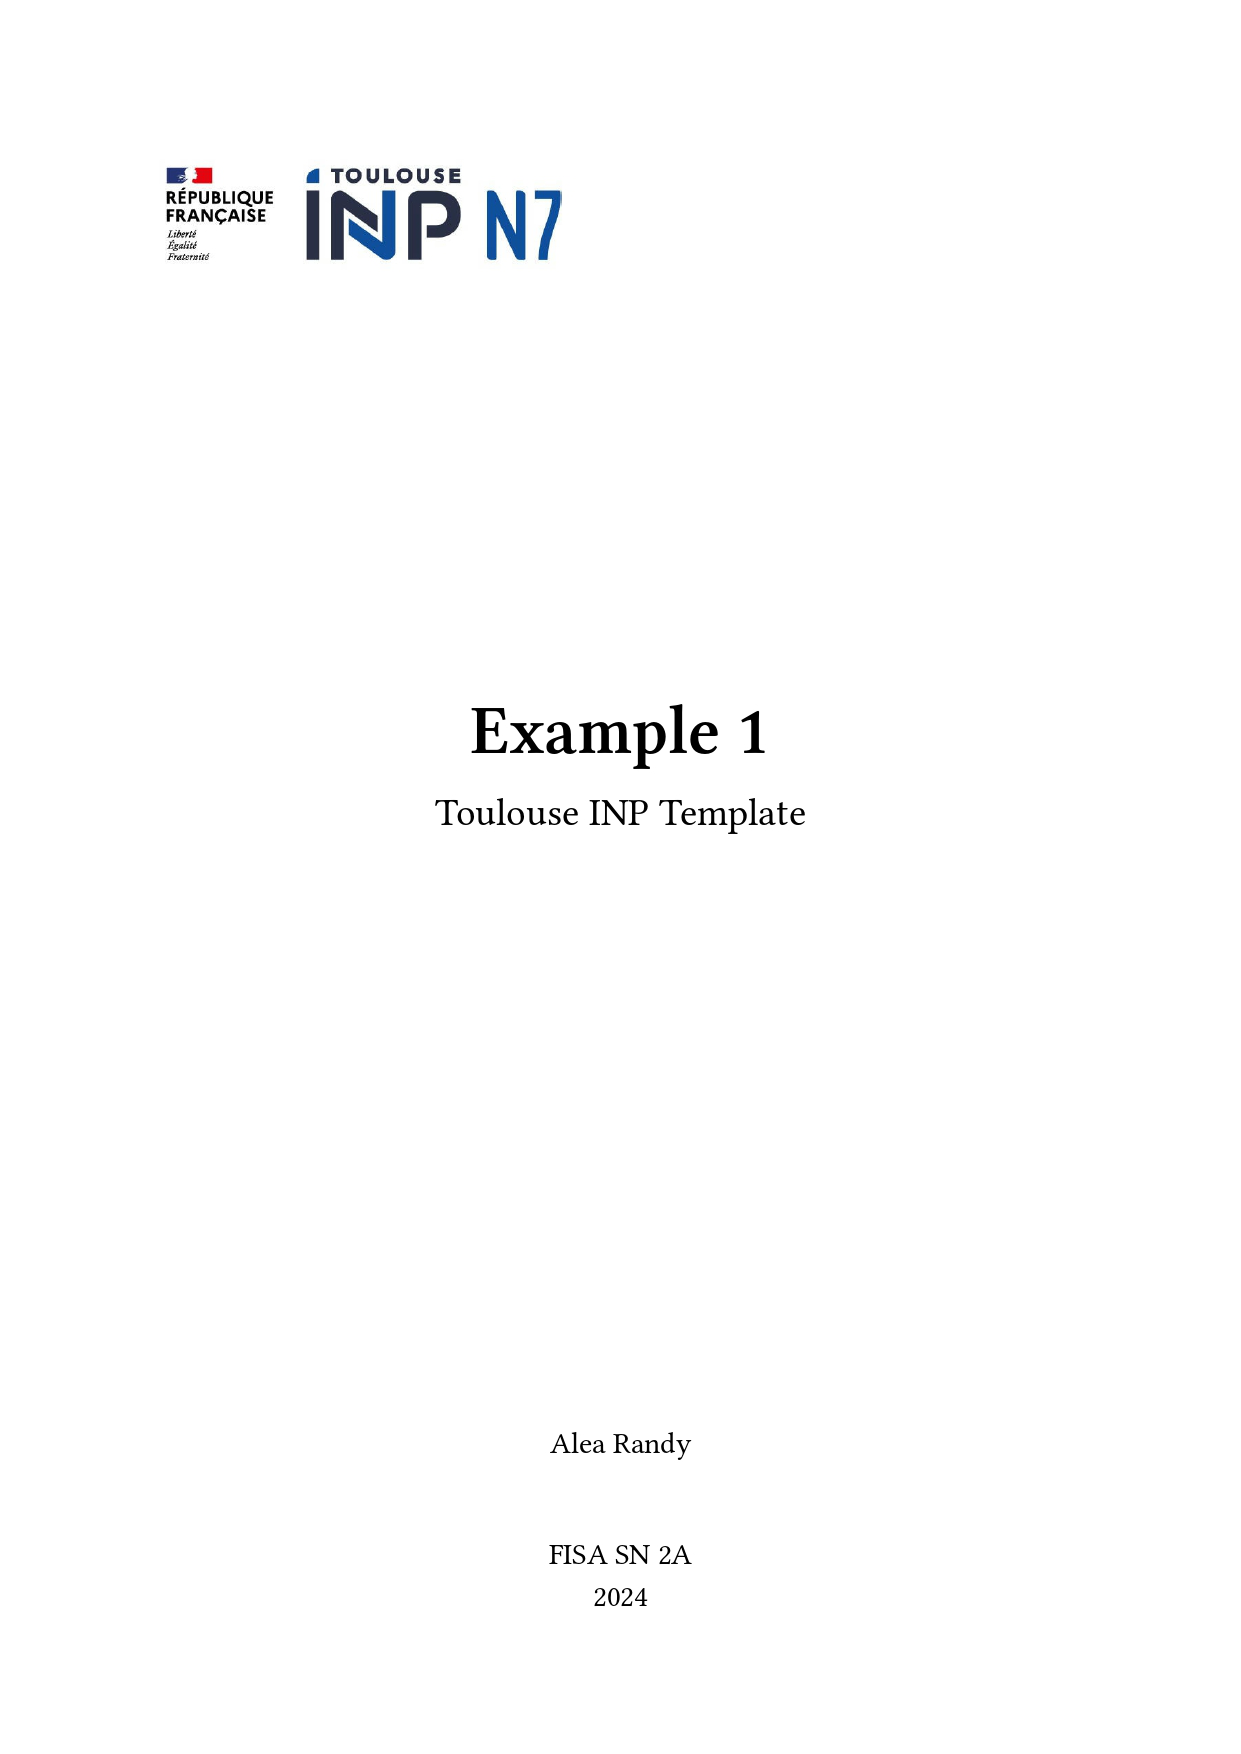 RÉPUBLIQUE
FRANÇAISE
Liberté
Égalité
Fraternité
TOULOUSE
INP N7
Example 1
Toulouse INP Template
Alea Randy
FISA SN 2A
2024